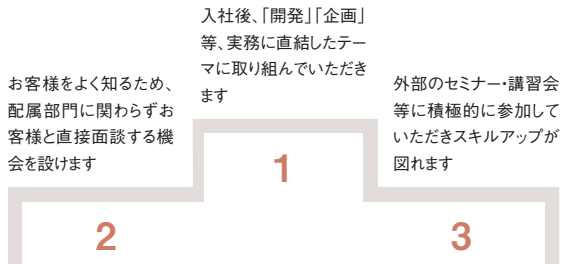 入社後、「開発」「企画」
等、実務に直結したテー
マに取り組んでいただき
ます
1
お客様をよく知るため、
配属部門に関わらずお
客様と直接面談する機
会を設けます
2
外部のセミナー・講習会
等に積極的に参加して
いただきスキルアップが
図れます
3